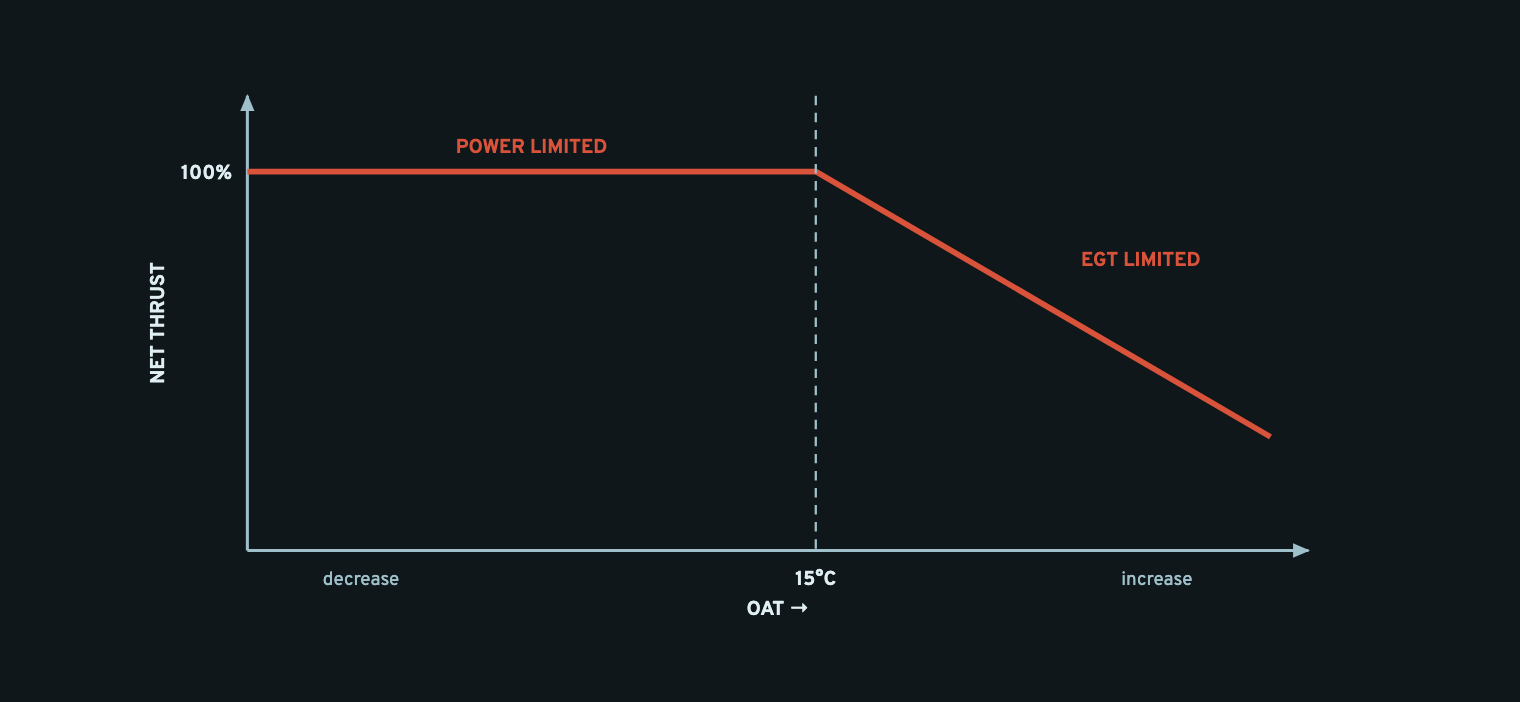 POWER LIMITED
100%
EGT LIMITED
NET THRUST
decrease
15°C
increase
OAT →